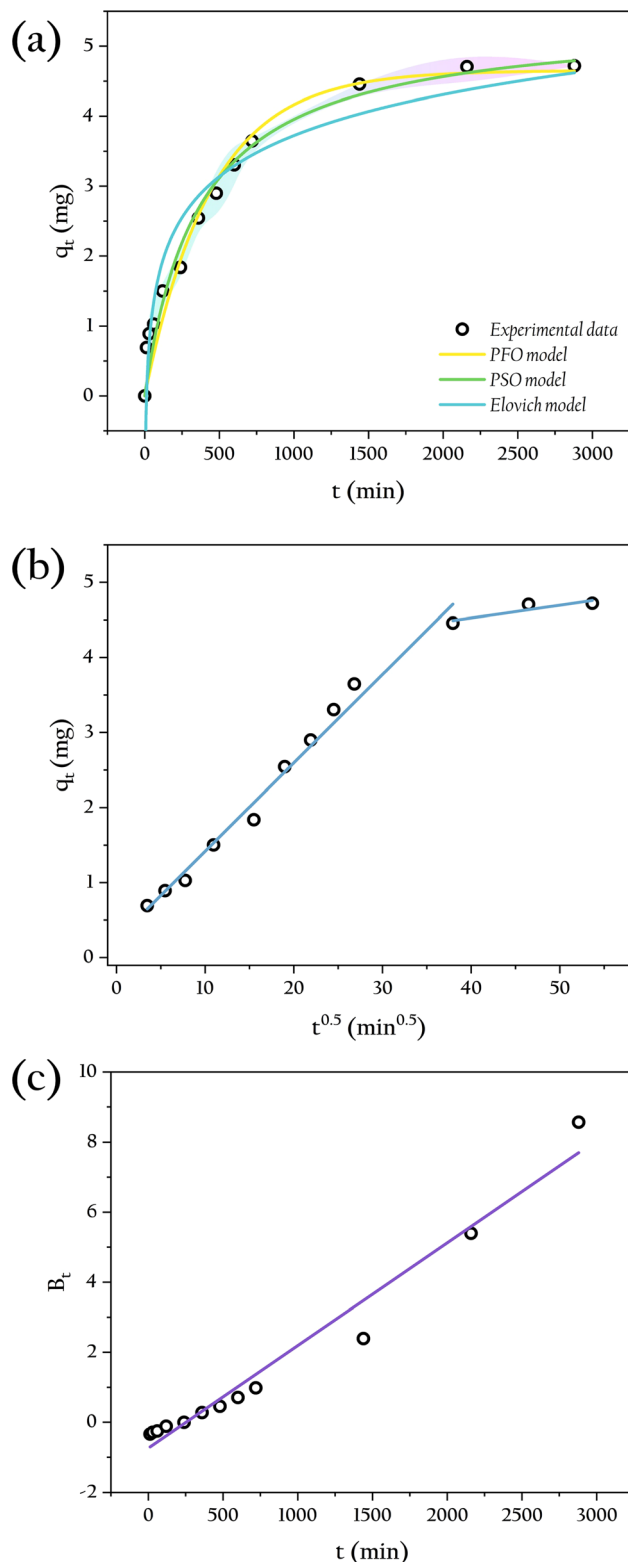 (a)
5
4
3
2
1
0
q_t (mg)
Experimental data
PFO model
PSO model
Elovich model
0 500 1000 1500 2000 2500 3000
t (min)
(b)
5
4
3
2
1
0
q_t (mg)
0 10 20 30 40 50
t^0.5 (min^0.5)
(c)
10
8
6
4
2
0
-2
B_t
0 500 1000 1500 2000 2500 3000
t (min)